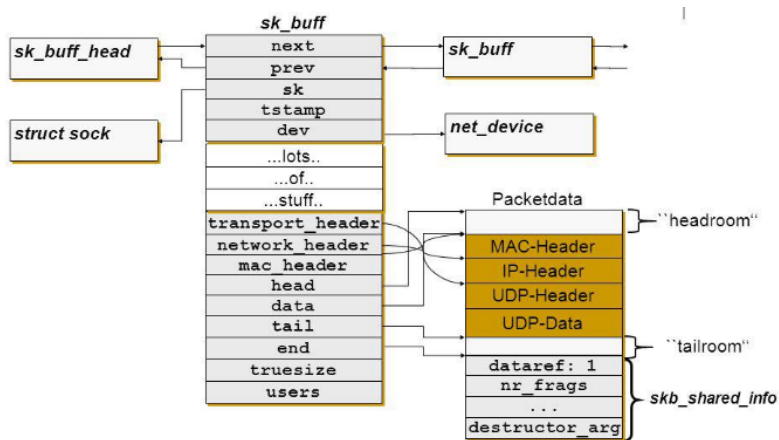 sk_buff
sk_buff_head
next
prev
sk
tstamp
dev
sk_buff
struct sock
net_device
...lots..
...of..
...stuff..
transport_header
network_header
mac_header
head
data
tail
end
truesize
users
Packetdata
``headroom“
MAC-Header
IP-Header
UDP-Header
UDP-Data
``tailroom“
dataref: 1
nr_frags
...
destructor_arg
skb_shared_info